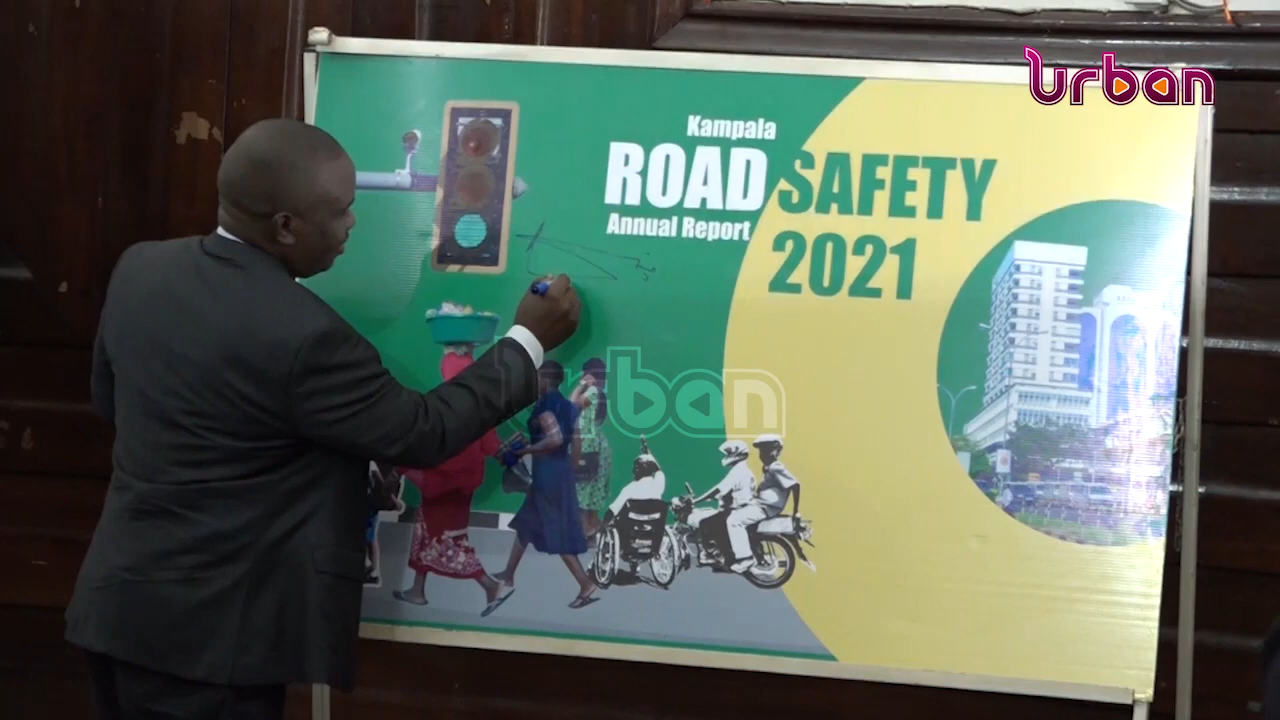 Urban
Kampala
ROAD SAFETY
Annual Report
2021
Urban